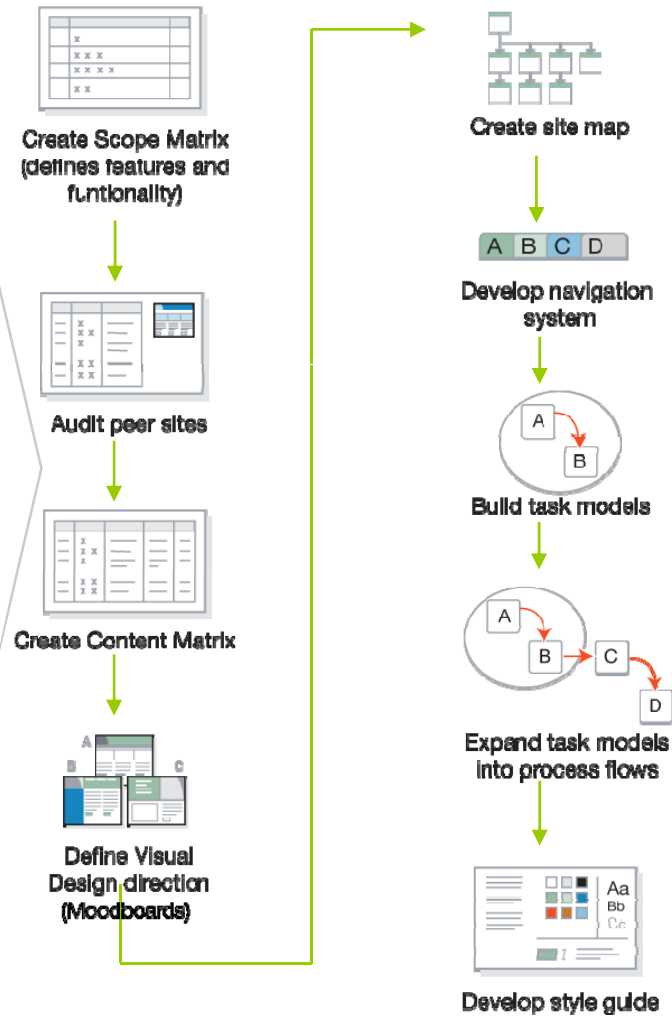 Create Scope Matrix
(defines features and
funtionality)
Audit peer sites
Create Content Matrix
A
B
C
Define Visual
Design direction
(Moodboards)
Create site map
A B C D
Develop navigation
system
A
B
Build task models
A
B
C
D
Expand task models
into process flows
Aa
Bb
Cc
Develop style guide